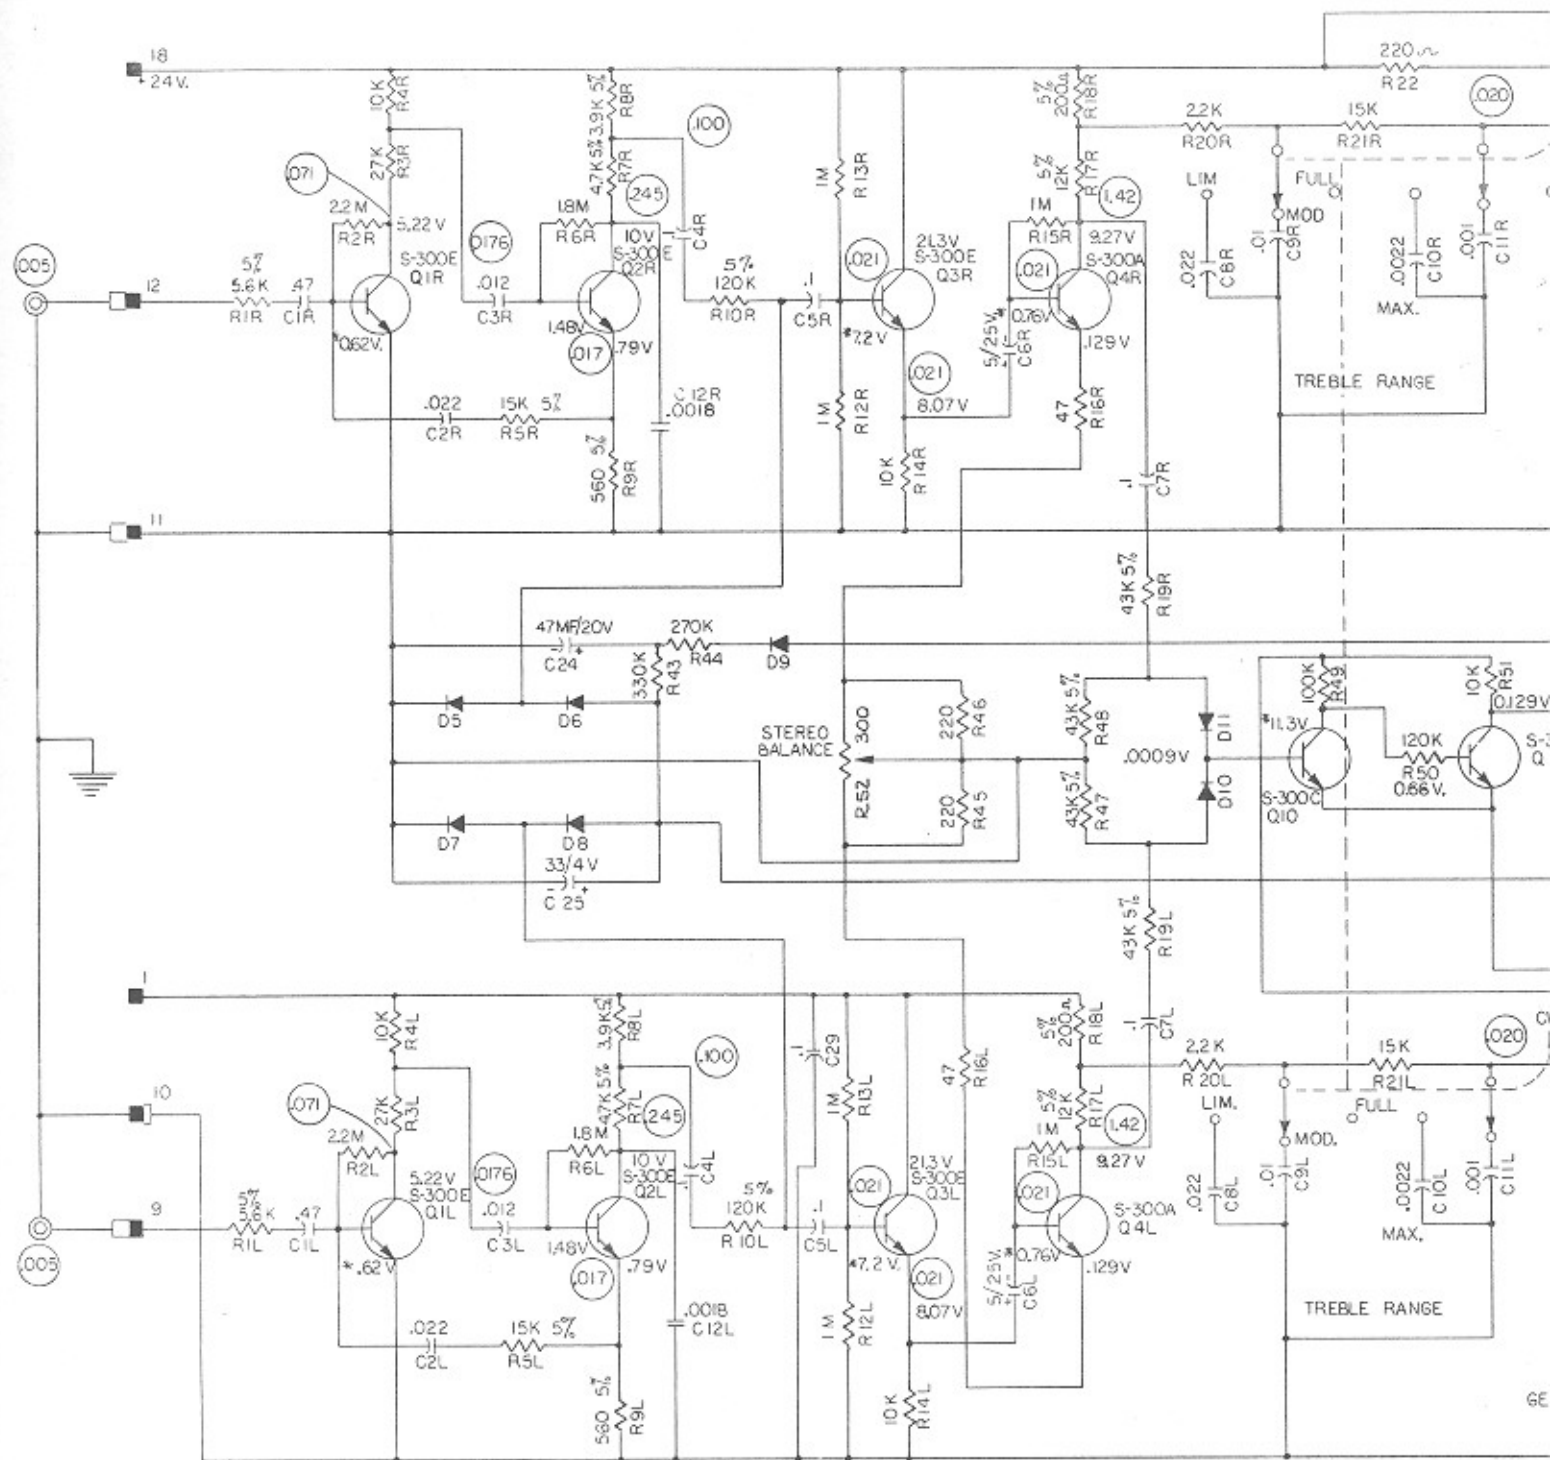 18
+ 24V.
10K
R4R
27K
R3R
.071
2.2M
R2R
5.22V
S-300E
Q1R
.005
12
5%
5.6K
R1R
.47
C1R
*0.62V.
.022
C2R
15K 5%
R5R
.0176
.012
C3R
3.9K 5%
R8R
4.7K 5%
R7R
.100
.245
1.8M
R6R
10V
S-300E
Q2R
1.48V
.017
.79V
560 5%
R9R
C12R
.0018
.1
C4R
.5%
120K
R10R
.1
C5R
1M
R13R
1M
R12R
.021
21.3V
S-300E
Q3R
*7.2V
.021
8.07V
10K
R14R
5%
200Ω
R18R
5%
12K
R17R
1.42
1M
R15R
9.27V
S-300A
Q4R
.021
*0.76V
5/25V.
C6R
.129V
47
R16R
.1
C7R
43K 5%
R19R
220 Ω
R22
2.2K
R20R
15K
R21R
.020
LIM
FULL
MOD
.022
C8R
.01
C9R
.0022
C10R
.001
C11R
MAX.
TREBLE RANGE
11
47MF/20V
C24
270K
R44
D9
330K
R43
D5
D6
D7
D8
33/4V
C25
STEREO
BALANCE
300
R52
220
R46
220
R45
43K 5%
R48
43K 5%
R47
.0009V
D11
D10
100K
R49
*11.3V
S-300C
Q10
120K
R50
0.66V.
10K
R51
0.129V
S-3
Q
43K 5%
R19L
.1
C7L
1
10
9
.005
10K
R4L
27K
R3L
.071
2.2M
R2L
5.22V
S-300E
Q1L
5%
5.6K
R1L
.47
C1L
*.62V
.022
C2L
15K 5%
R5L
.0176
.012
C3L
3.9K 5%
R8L
4.7K 5%
R7L
.100
.245
1.8M
R6L
10V
S-300E
Q2L
1.48V
.017
.79V
560 5%
R9L
.0018
C12L
.1
C4L
5%
120K
R10L
.1
C5L
.1
C29
1M
R13L
1M
R12L
.021
21.3V
S-300E
Q3L
*7.2V.
.021
8.07V
10K
R14L
47
R16L
5%
200Ω
R18L
5%
12K
R17L
1.42
1M
R15L
9.27V
S-300A
Q4L
.021
*0.76V
5/25V.
C6L
.129V
2.2K
R20L
15K
R21L
.020
LIM.
FULL
MOD.
.022
C8L
.01
C9L
.0022
C10L
.001
C11L
MAX.
TREBLE RANGE
GE